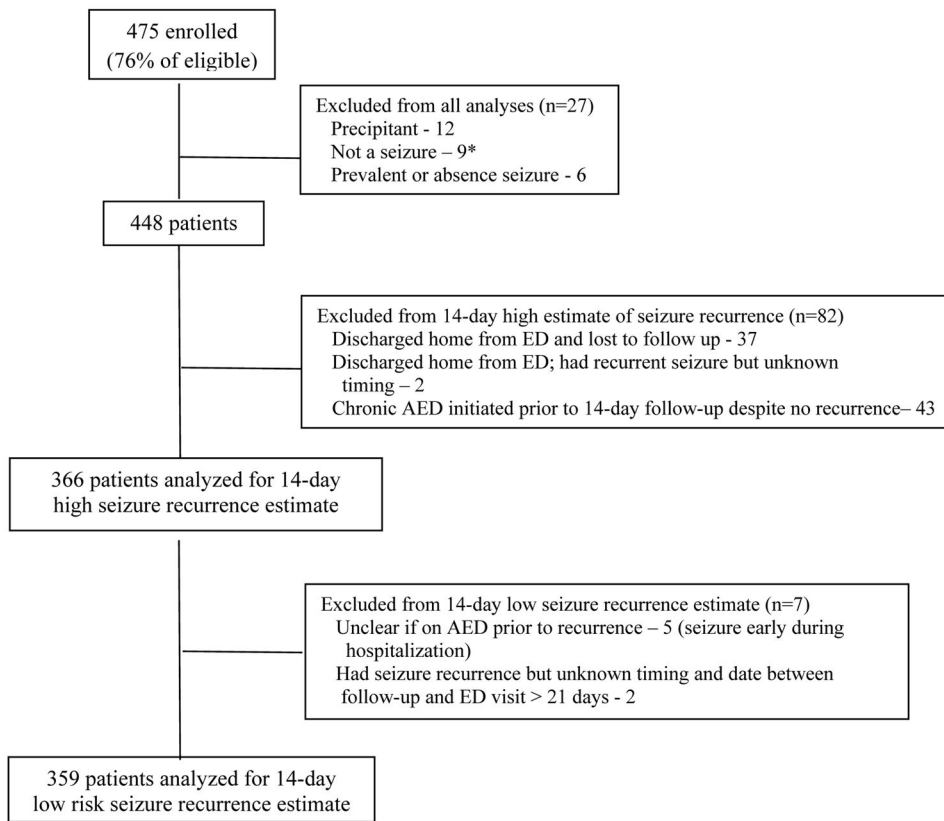 475 enrolled
(76% of eligible)
Excluded from all analyses (n=27)
Precipitant - 12
Not a seizure – 9*
Prevalent or absence seizure - 6
448 patients
Excluded from 14-day high estimate of seizure recurrence (n=82)
Discharged home from ED and lost to follow up - 37
Discharged home from ED; had recurrent seizure but unknown
timing – 2
Chronic AED initiated prior to 14-day follow-up despite no recurrence– 43
366 patients analyzed for 14-day
high seizure recurrence estimate
Excluded from 14-day low seizure recurrence estimate (n=7)
Unclear if on AED prior to recurrence – 5 (seizure early during
hospitalization)
Had seizure recurrence but unknown timing and date between
follow-up and ED visit > 21 days - 2
359 patients analyzed for 14-day
low risk seizure recurrence estimate